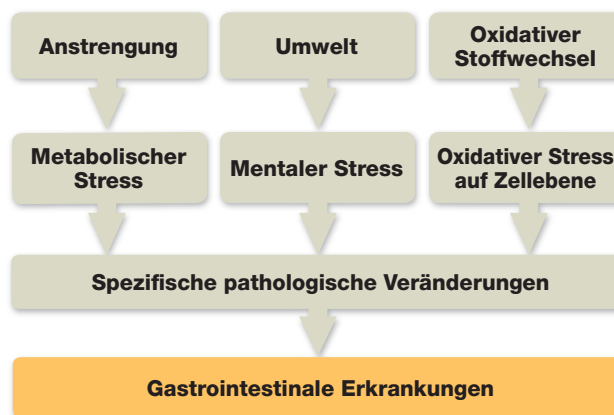 Anstrengung
Umwelt
Oxidativer
Stoffwechsel
Metabolischer
Stress
Mentaler Stress
Oxidativer Stress
auf Zellebene
Spezifische pathologische Veränderungen
Gastrointestinale Erkrankungen